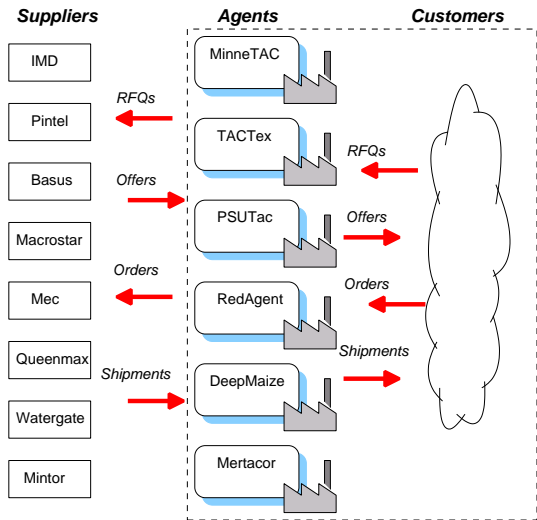 Suppliers
Agents
Customers
IMD
Pintel
Basus
Macrostar
Mec
Queenmax
Watergate
Mintor
RFQs
Offers
Orders
Shipments
MinneTAC
TACTex
PSUTac
RedAgent
DeepMaize
Mertacor
RFQs
Offers
Orders
Shipments